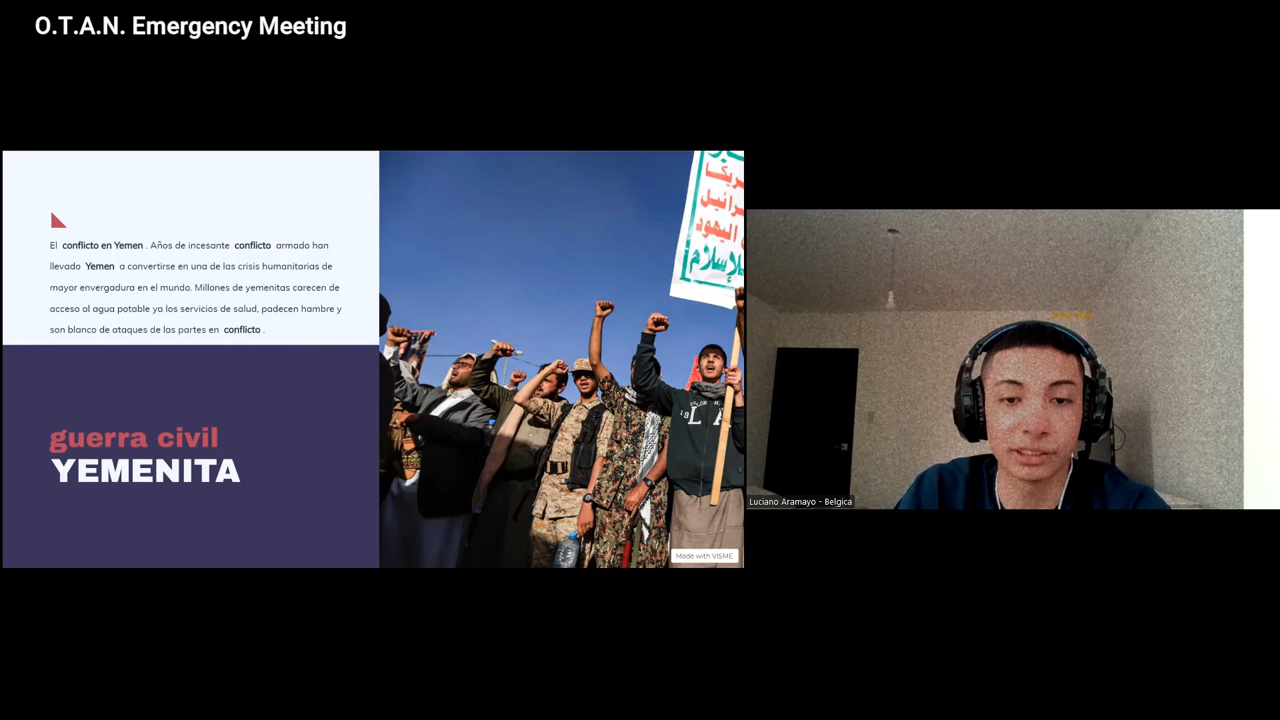 O.T.A.N. Emergency Meeting
El conflicto en Yemen . Años de incesante conflicto armado han
llevado Yemen a convertirse en una de las crisis humanitarias de
mayor envergadura en el mundo. Millones de yemenitas carecen de
acceso al agua potable ya los servicios de salud, padecen hambre y
son blanco de ataques de las partes en conflicto .
guerra civil
YEMENITA
اليهود
للإسلام
L A
Made with VISME
Luciano Aramayo - Belgica